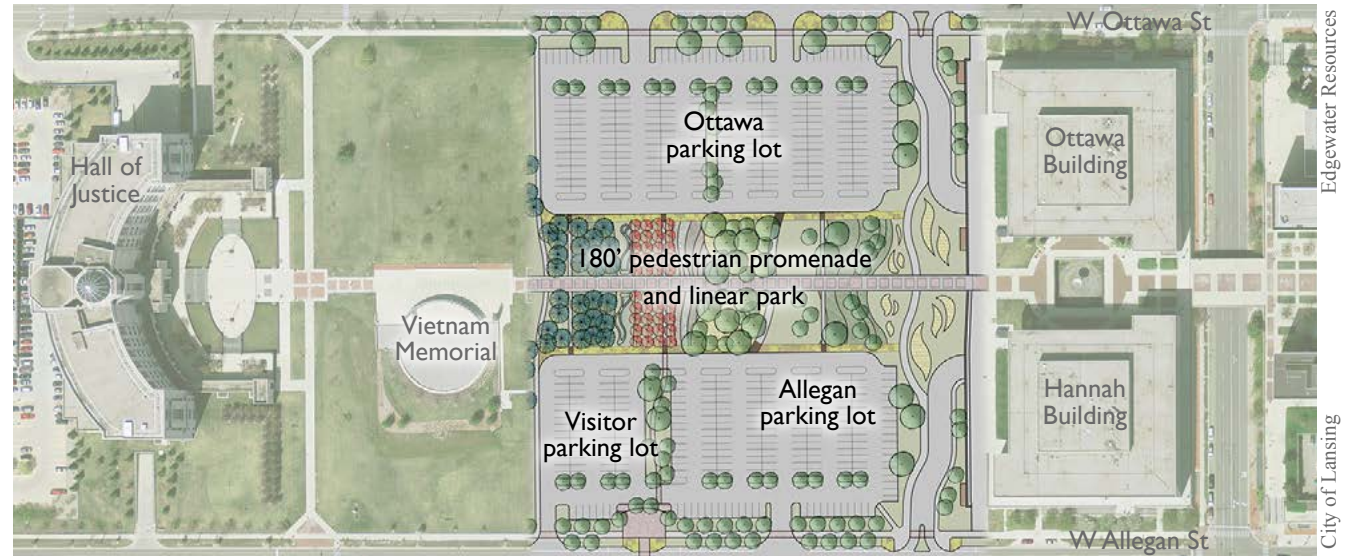 W Ottawa St
Edgewater Resources
Ottawa
parking lot
Hall of
Justice
Ottawa
Building
180' pedestrian promenade
and linear park
Vietnam
Memorial
Allegan
parking lot
Hannah
Building
Visitor
parking lot
City of Lansing
W Allegan St